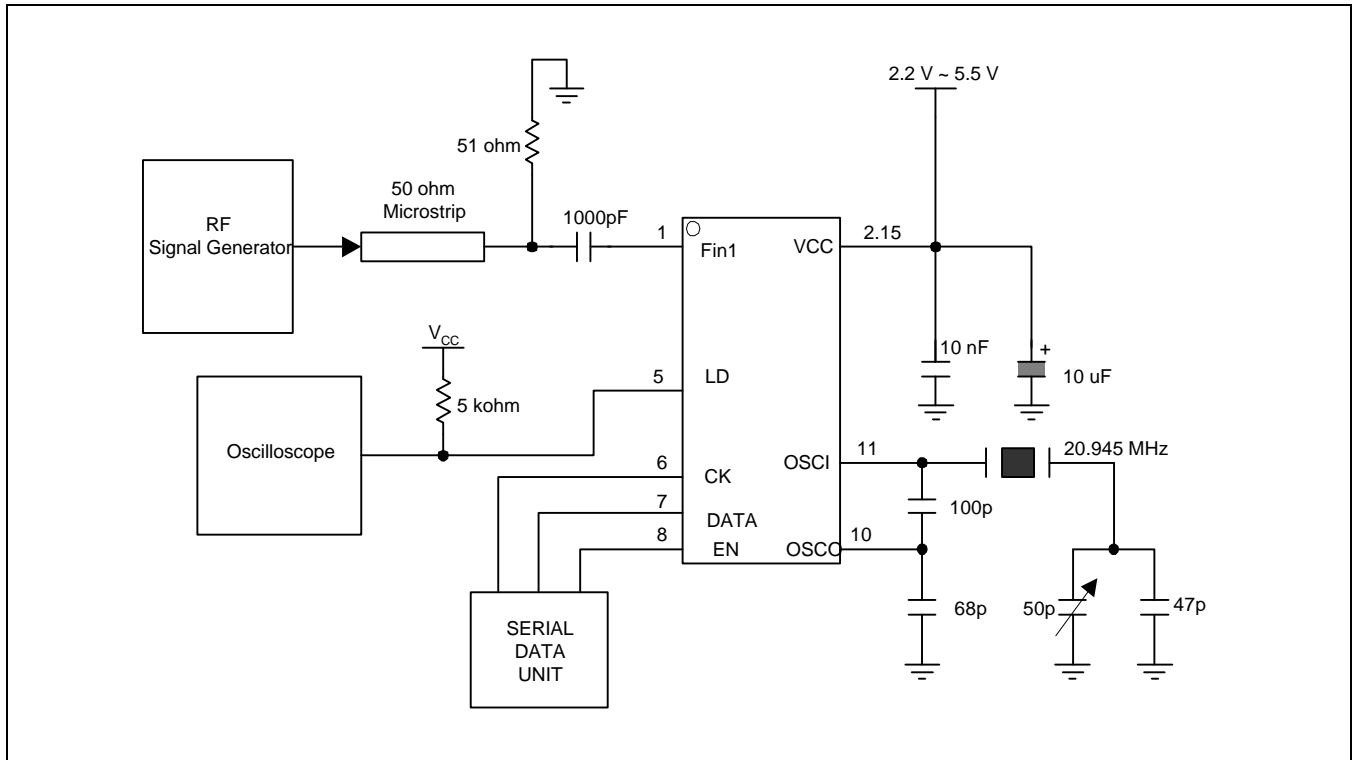 2.2 V ~ 5.5 V
51 ohm
50 ohm
Microstrip
1000pF
RF
Signal Generator
1
Fin1
VCC
2.15
10 nF
+
10 uF
VCC
5 kohm
5
LD
Oscilloscope
6
CK
7
DATA
8
EN
OSCI
11
20.945 MHz
100p
OSCO
10
68p
50p
47p
SERIAL
DATA
UNIT